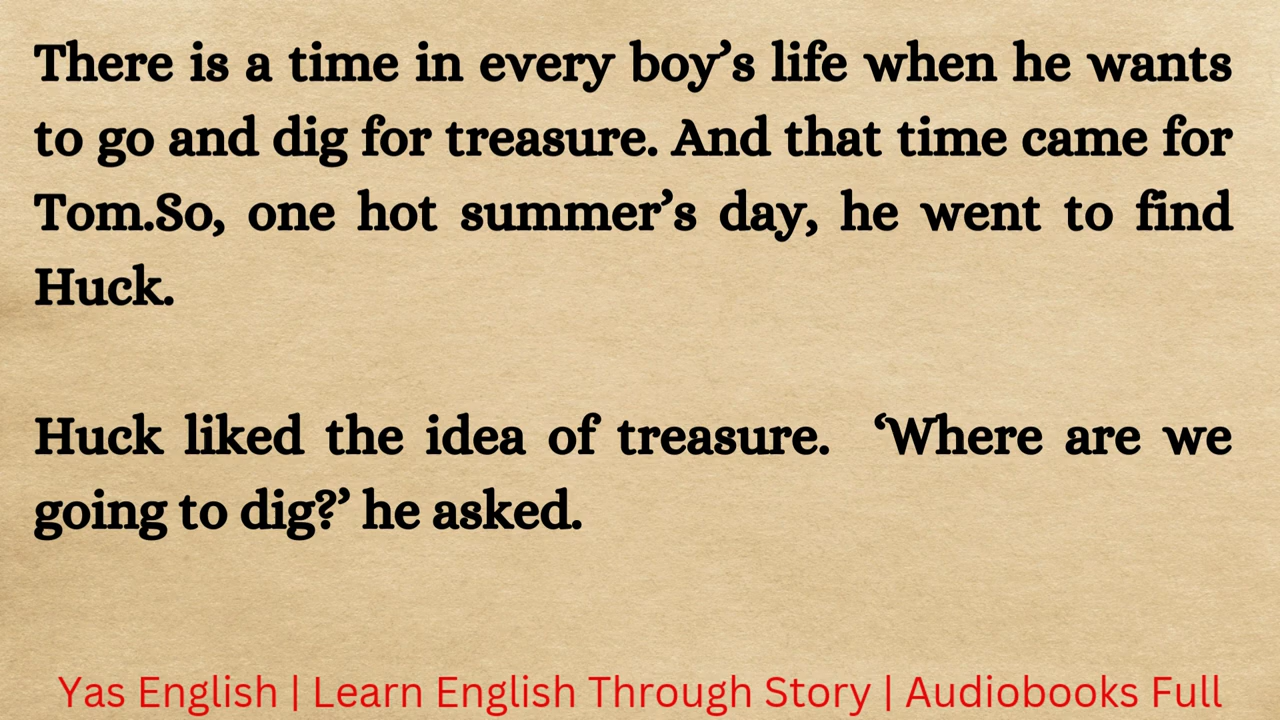 There is a time in every boy’s life when he wants
to go and dig for treasure. And that time came for
Tom.So, one hot summer’s day, he went to find
Huck.
Huck liked the idea of treasure.  ‘Where are we
going to dig?’ he asked.
Yas English | Learn English Through Story | Audiobooks Full